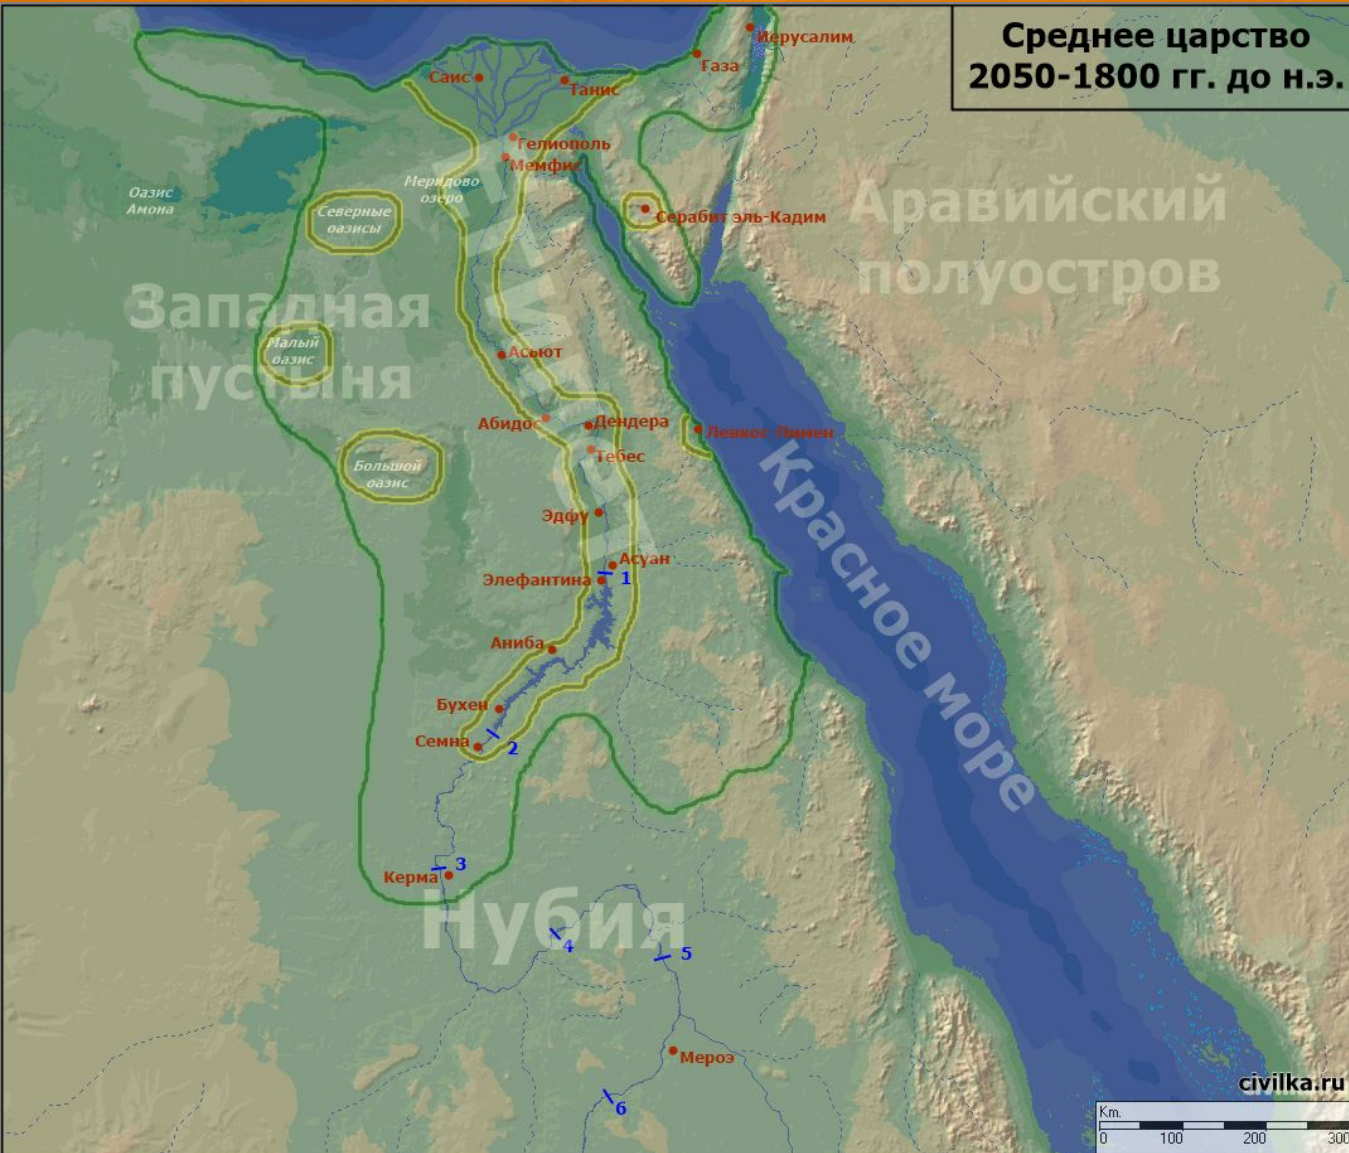 Среднее царство
2050-1800 гг. до н.э.
Иерусалим
Газа
Саис
Танис
Гелиополь
Мемфис
Меридово
озеро
Оазис
Амона
Северные
оазисы
Серабит эль-Кадим
Аравийский
полуостров
Западная
пустыня
Малый
оазис
Египет
Асьют
Абидос
Дендера
Левкос Лимен
Тебес
Большой
оазис
Красное море
Эдфу
Асуан
Элефантина
1
Аниба
Бухен
Семна
2
3
Керма
Нубия
4
5
Мероэ
6
civilka.ru
Km.
0 100 200 300